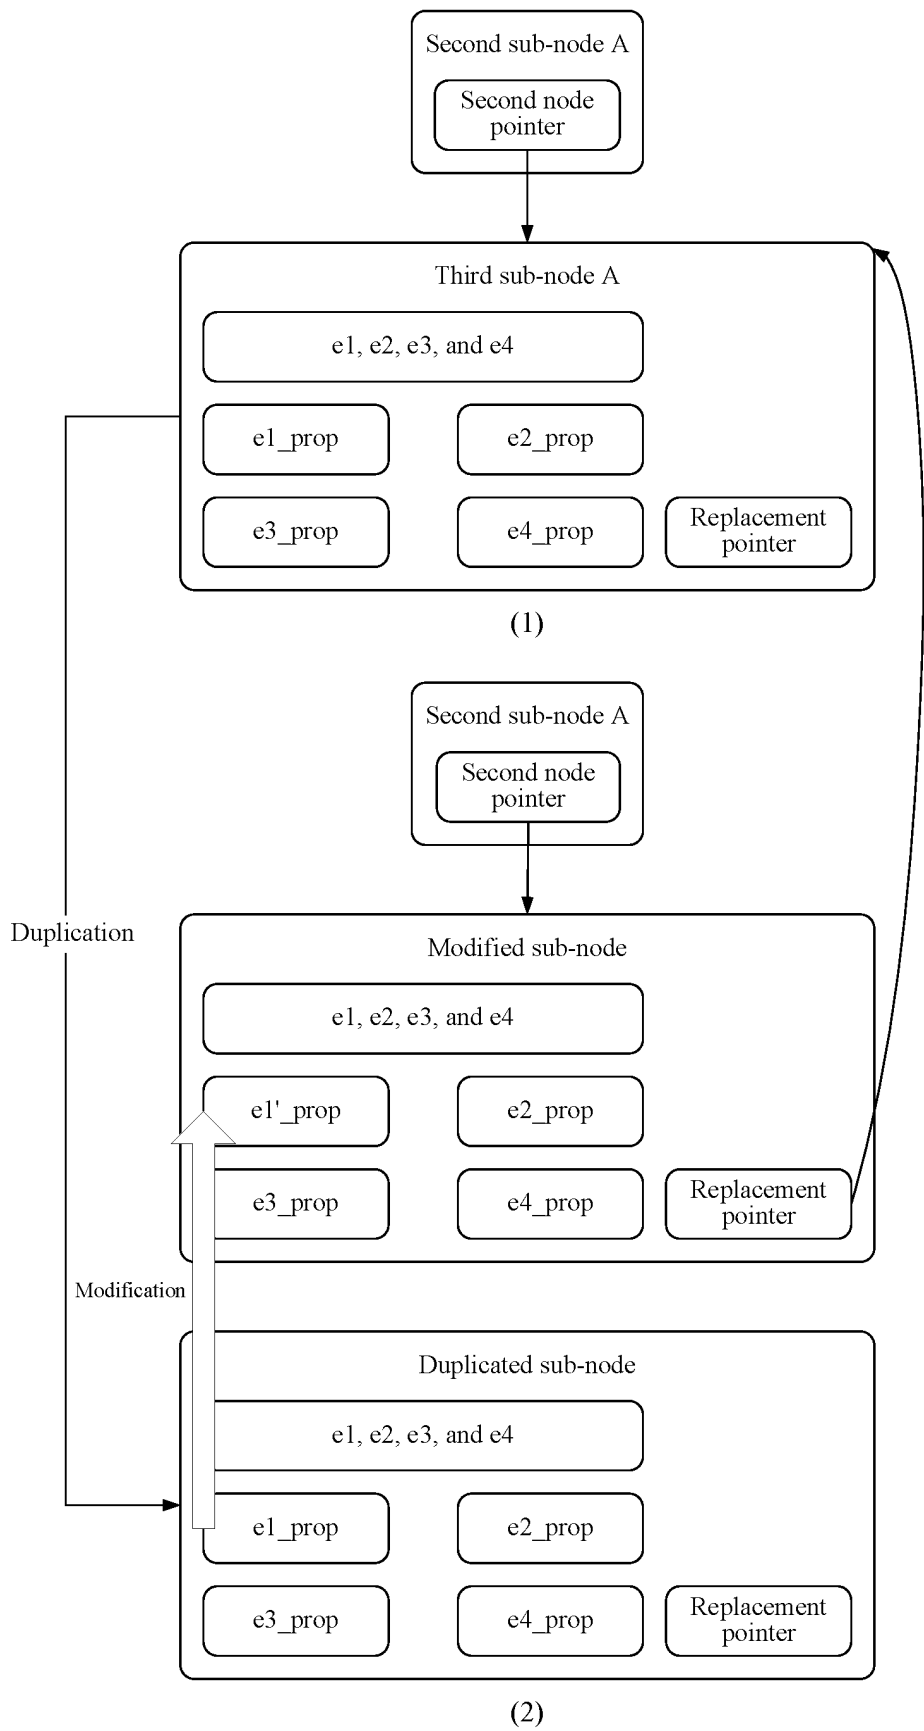 Second sub-node A
Second node
pointer
Third sub-node A
e1, e2, e3, and e4
e1_prop
e2_prop
e3_prop
e4_prop
Replacement
pointer
(1)
Second sub-node A
Second node
pointer
Duplication
Modified sub-node
e1, e2, e3, and e4
e1'_prop
e2_prop
e3_prop
e4_prop
Replacement
pointer
Modification
Duplicated sub-node
e1, e2, e3, and e4
e1_prop
e2_prop
e3_prop
e4_prop
Replacement
pointer
(2)